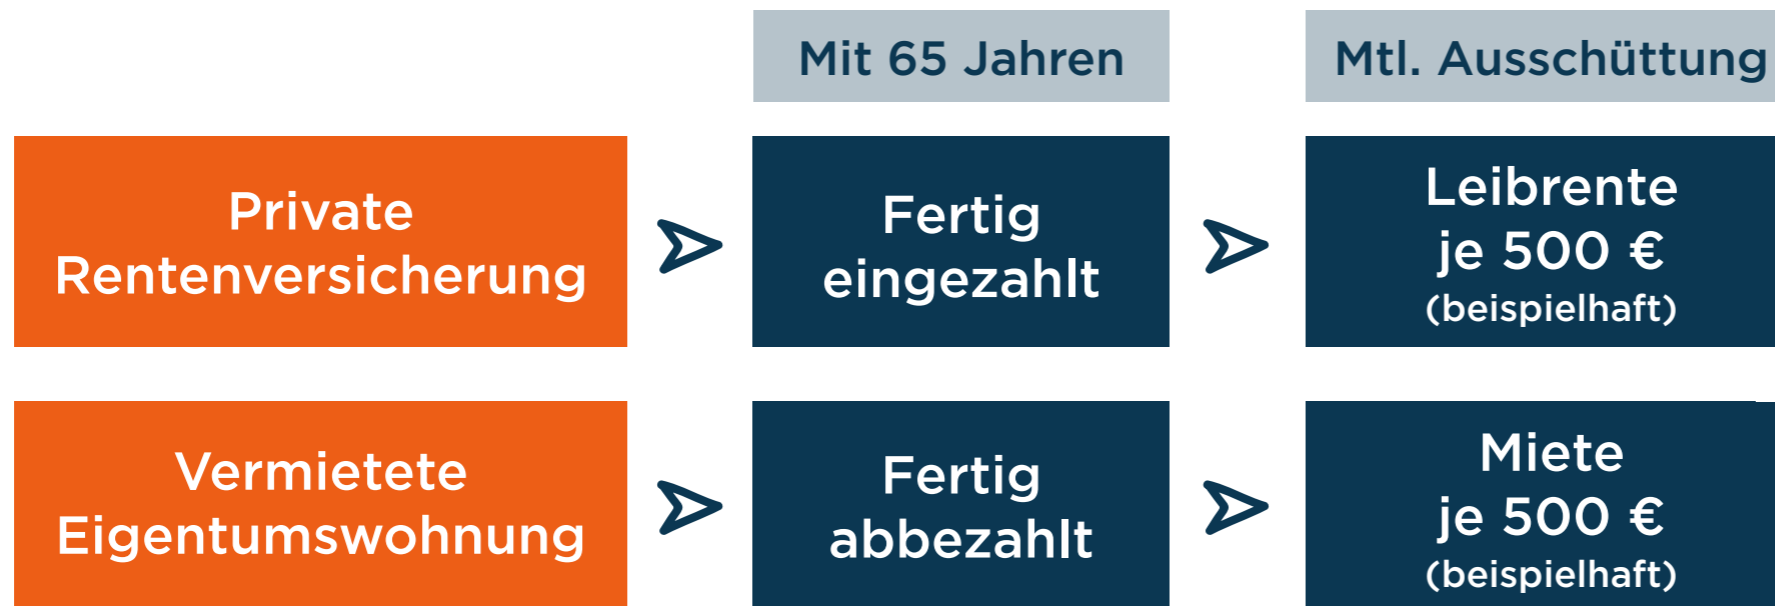 Mit 65 Jahren
Mtl. Ausschüttung
Private
Rentenversicherung
Fertig
eingezahlt
Leibrente
je 500 €
(beispielhaft)
Vermietete
Eigentumswohnung
Fertig
abbezahlt
Miete
je 500 €
(beispielhaft)